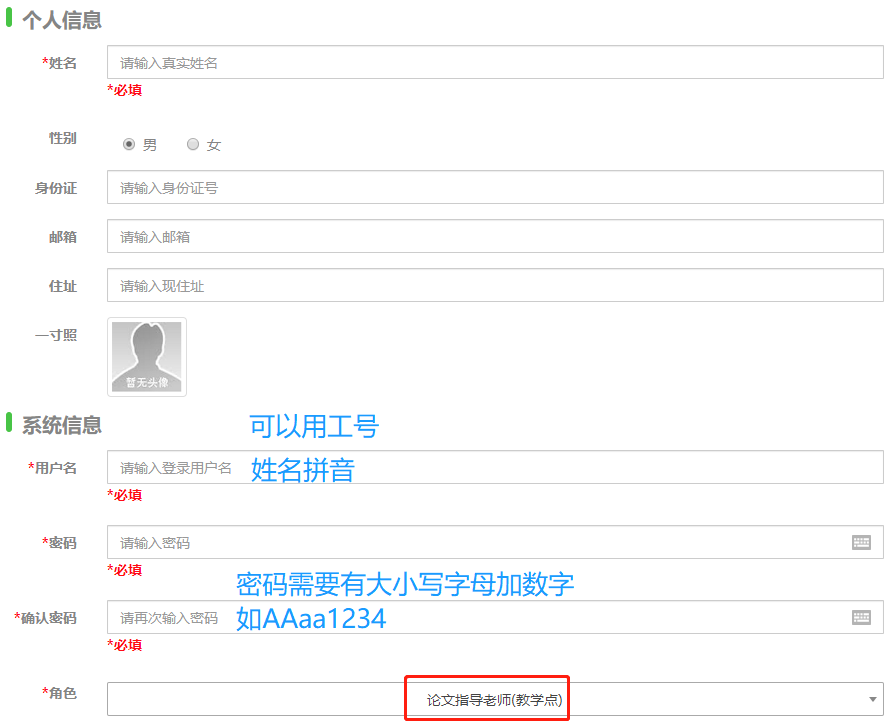 个人信息
*姓名 请输入真实姓名
*必填
性别 男 女
身份证 请输入身份证号
邮箱 请输入邮箱
住址 请输入现住址
一寸照
暂无头像
系统信息 可以用工号
*用户名 请输入登录用户名 姓名拼音
*必填
*密码 请输入密码
*必填
密码需要有大小写字母加数字
*确认密码 请再次输入密码 如AAaa1234
*必填
*角色 论文指导老师(教学点)